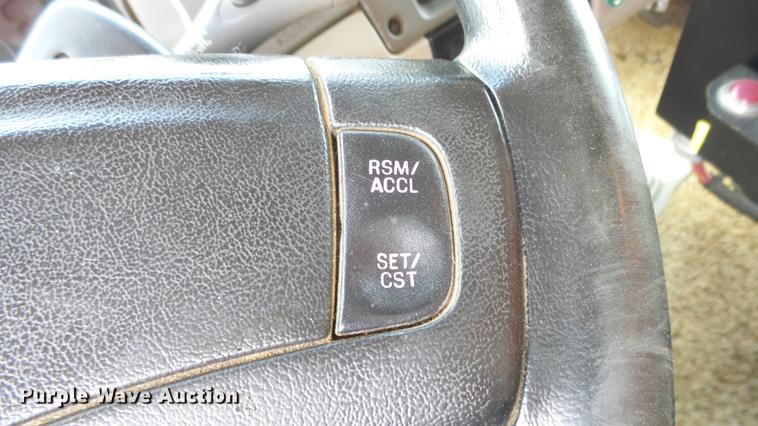 RSM/
ACCL
SET/
CST
Purple Wave Auction